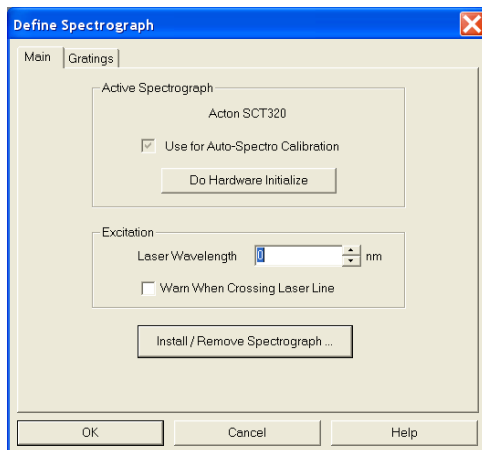 Define Spectrograph
Main Gratings
Active Spectrograph
Acton SCT320
Use for Auto-Spectro Calibration
Do Hardware Initialize
Excitation
Laser Wavelength 0 nm
Warn When Crossing Laser Line
Install / Remove Spectrograph ...
OK Cancel Help